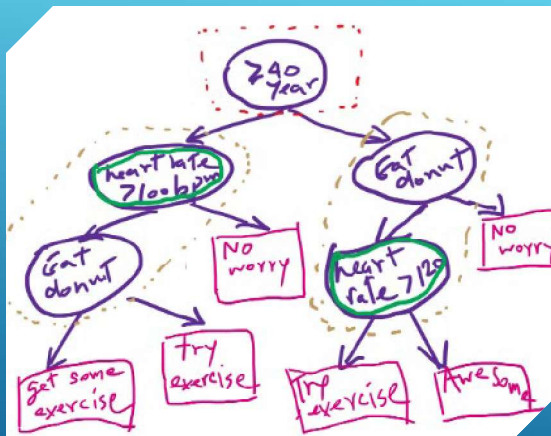 ≥40
year
heart rate
>100bpm
Eat
donut
Eat
donut
No
worry
heart
rate >120
No
worry
get some
exercise
try
exercise
Try
exercise
Awesome